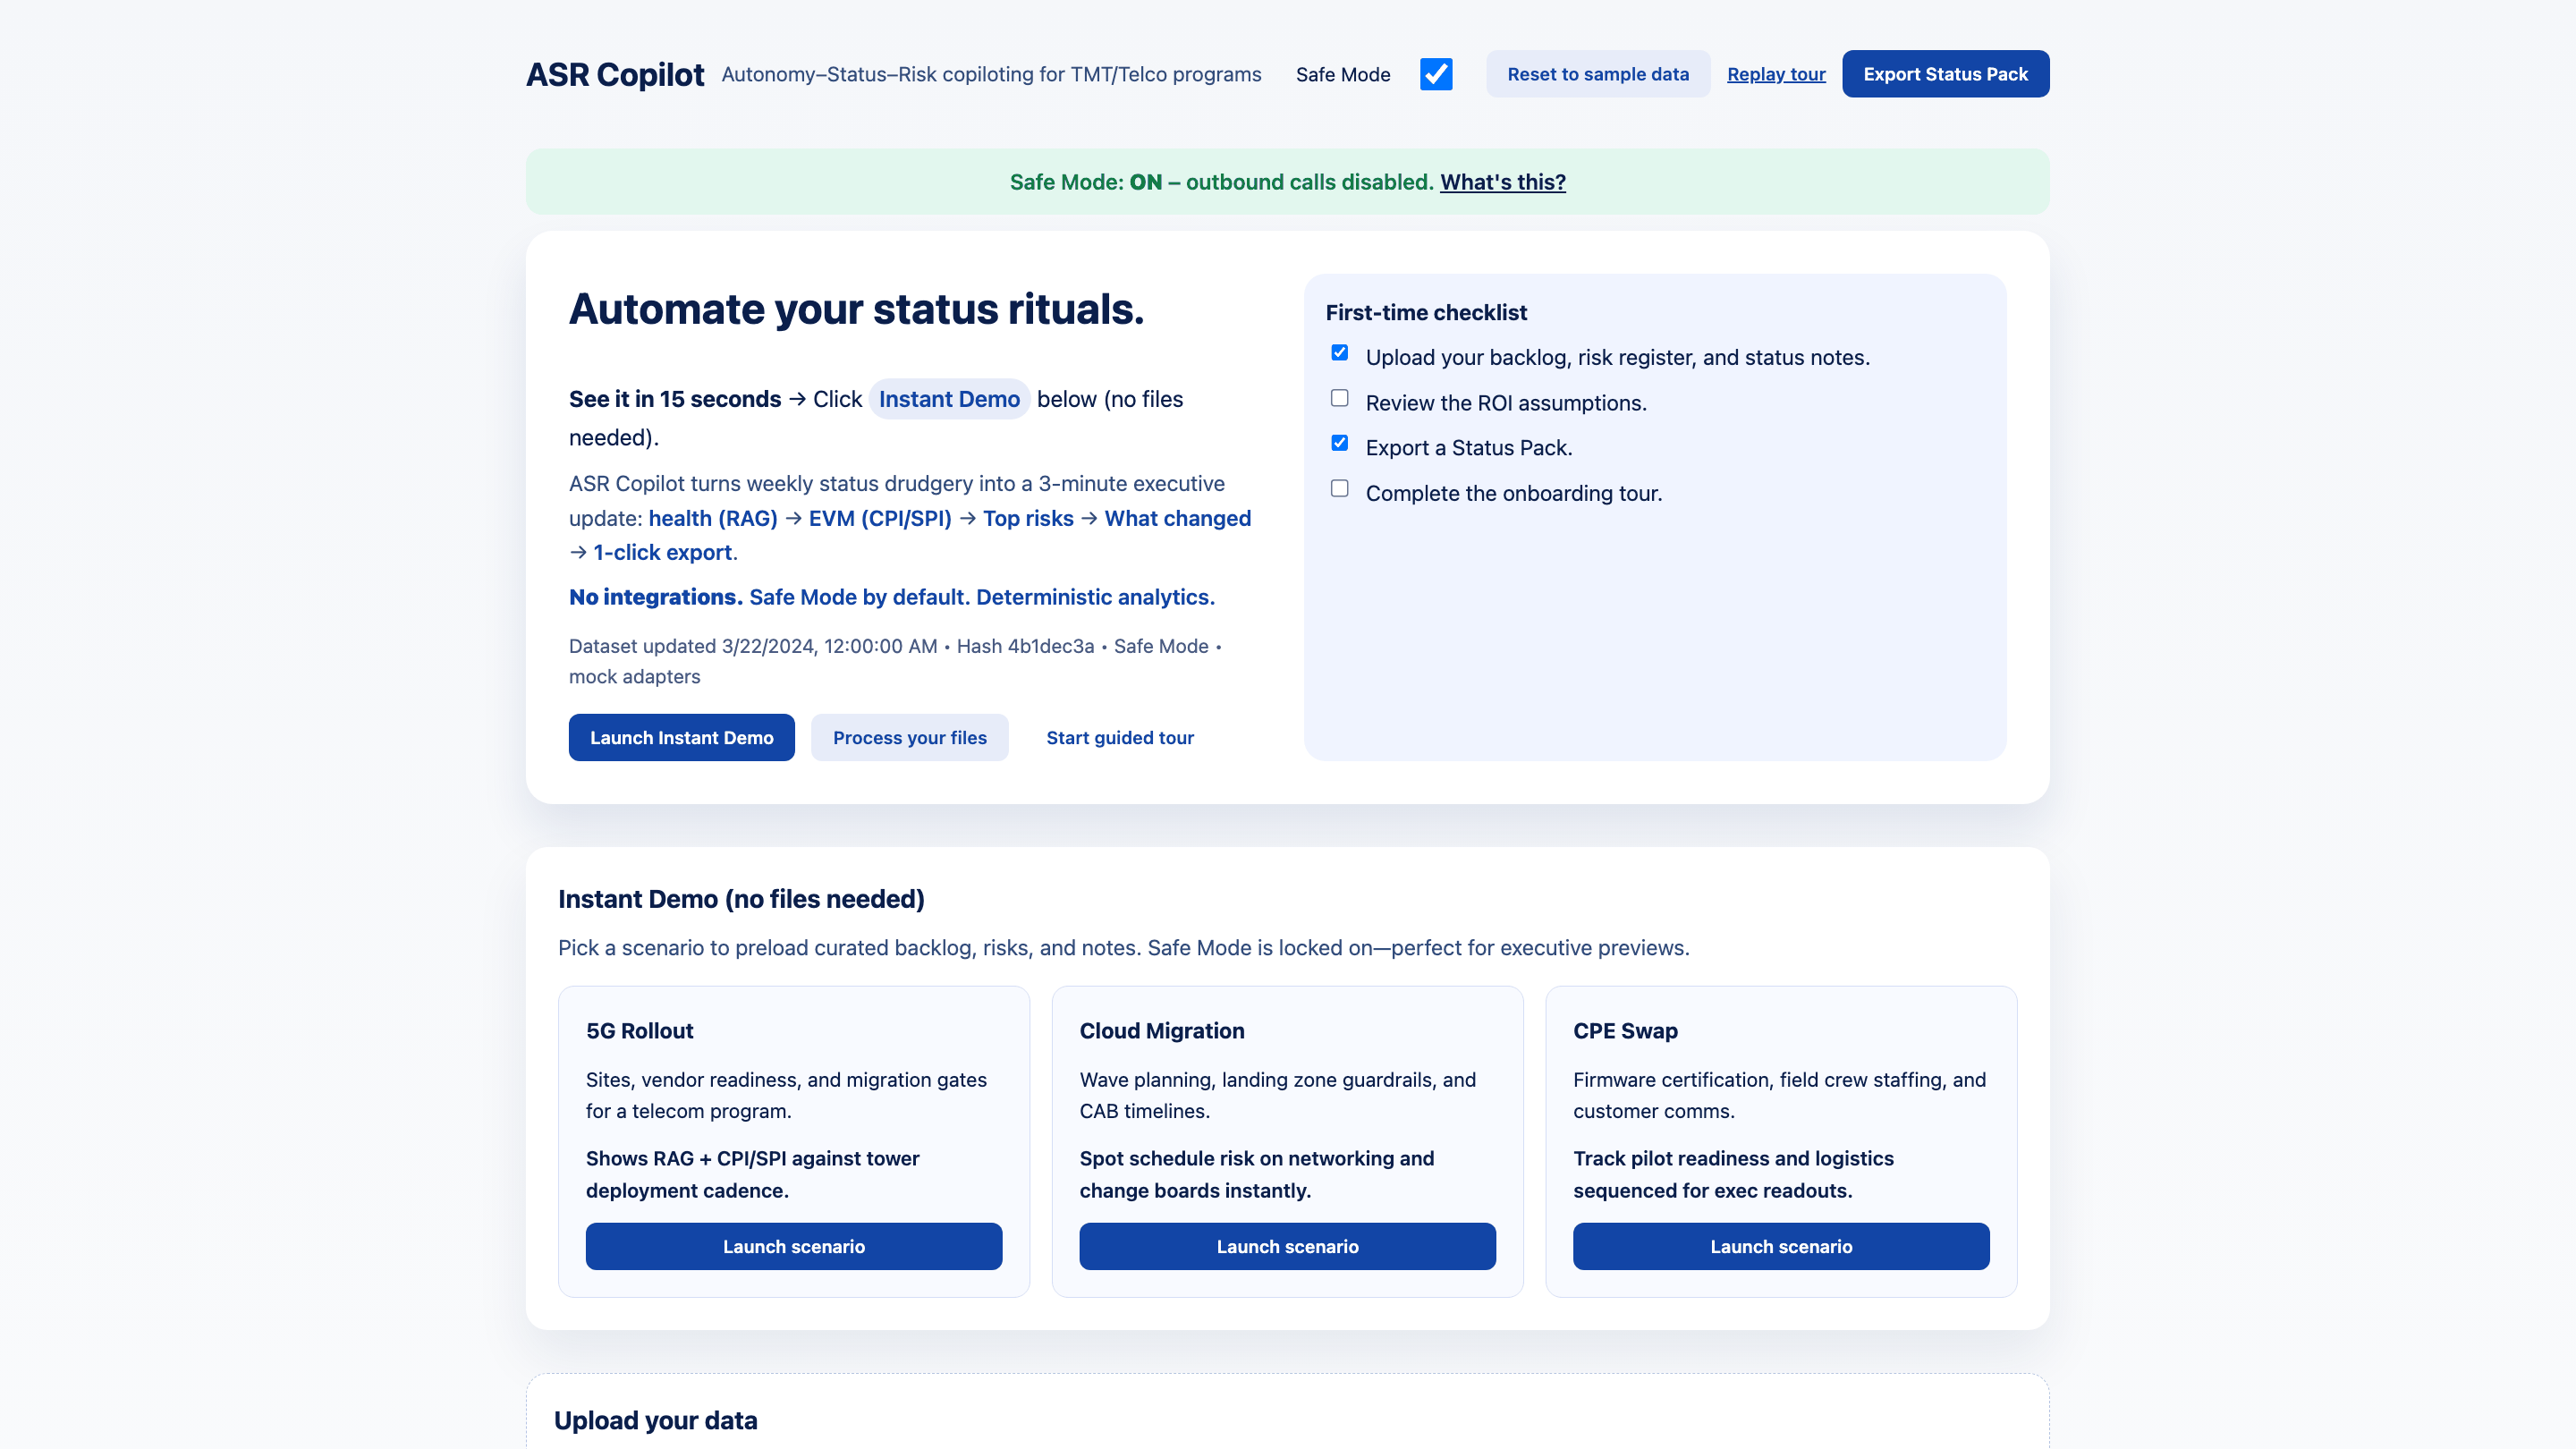 ASR Copilot Autonomy–Status–Risk copiloting for TMT/Telco programs Safe Mode Reset to sample data Replay tour Export Status Pack
Safe Mode: ON – outbound calls disabled. What's this?
Automate your status rituals.
See it in 15 seconds → Click Instant Demo below (no files
needed).
ASR Copilot turns weekly status drudgery into a 3-minute executive
update: health (RAG) → EVM (CPI/SPI) → Top risks → What changed
→ 1-click export.
No integrations. Safe Mode by default. Deterministic analytics.
Dataset updated 3/22/2024, 12:00:00 AM • Hash 4b1dec3a • Safe Mode •
mock adapters
Launch Instant Demo Process your files Start guided tour
First-time checklist
Upload your backlog, risk register, and status notes.
Review the ROI assumptions.
Export a Status Pack.
Complete the onboarding tour.
Instant Demo (no files needed)
Pick a scenario to preload curated backlog, risks, and notes. Safe Mode is locked on—perfect for executive previews.
5G Rollout
Sites, vendor readiness, and migration gates
for a telecom program.
Shows RAG + CPI/SPI against tower
deployment cadence.
Launch scenario
Cloud Migration
Wave planning, landing zone guardrails, and
CAB timelines.
Spot schedule risk on networking and
change boards instantly.
Launch scenario
CPE Swap
Firmware certification, field crew staffing, and
customer comms.
Track pilot readiness and logistics
sequenced for exec readouts.
Launch scenario
Upload your data